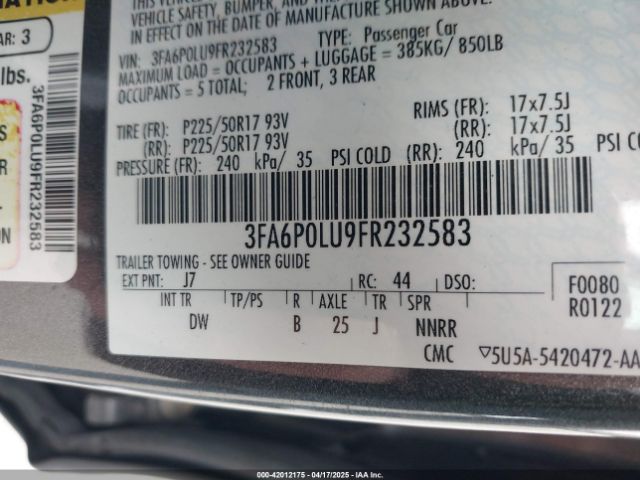 NATION
AR: 3
lbs.
3FA6P0LU9FR232583
ON
VEHICLE SAFETY, BUMPER, AND THEFT
IN EFFECT ON THE DATE OF
VIN: 3FA6P0LU9FR232583 TYPE: Passenger Car
MAXIMUM LOAD = OCCUPANTS + LUGGAGE = 385KG/ 850LB
OCCUPANTS = 5 TOTAL; 2 FRONT, 3 REAR
TIRE (FR): P225/50R17 93V RIMS (FR): 17x7.5J
(RR): P225/50R17 93V (RR): 17x7.5J
PRESSURE (FR): 240 kPa/ 35 PSI COLD (RR): 240 kPa/ 35
3FA6P0LU9FR232583
TRAILER TOWING - SEE OWNER GUIDE
EXT PNT: J7 RC: 44 DSO:
F0080
R0122
INT TR TP/PS R AXLE TR SPR
DW B 25 J NNRR
CMC ▽5U5A-5420472-AA
000-42012175 04/17/2025 IAA Inc.